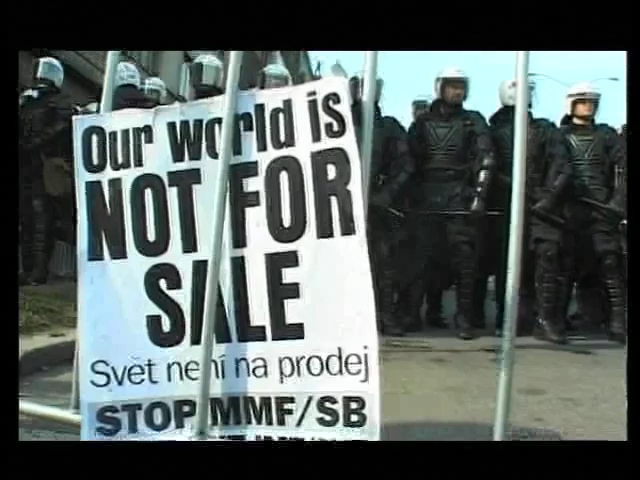 Our world is
NOT FOR
SALE
Svět není na prodej
STOP MMF/SB